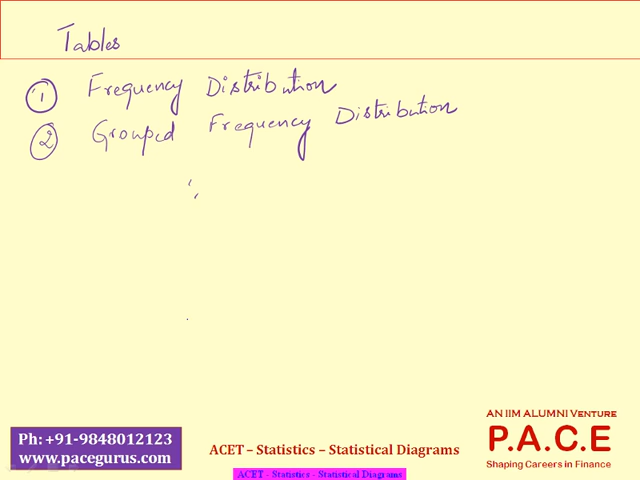 Tables
1 Frequency Distribution
2 Grouped Frequency Distribution
Ph: +91-9848012123
www.pacegurus.com
ACET – Statistics – Statistical Diagrams
ACET - Statistics - Statistical Diagrams
AN IIM ALUMNI VENTURE
P.A.C.E
Shaping Careers in Finance